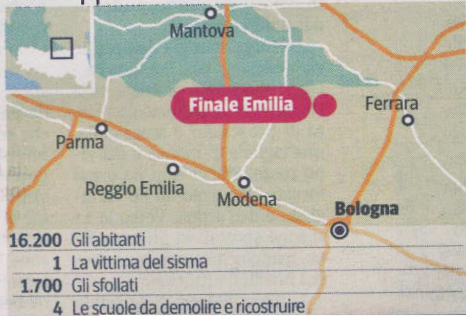 Mantova
Finale Emilia
Ferrara
Parma
Reggio Emilia
Modena
Bologna
16.200 Gli abitanti
1 La vittima del sisma
1.700 Gli sfollati
4 Le scuole da demolire e ricostruire